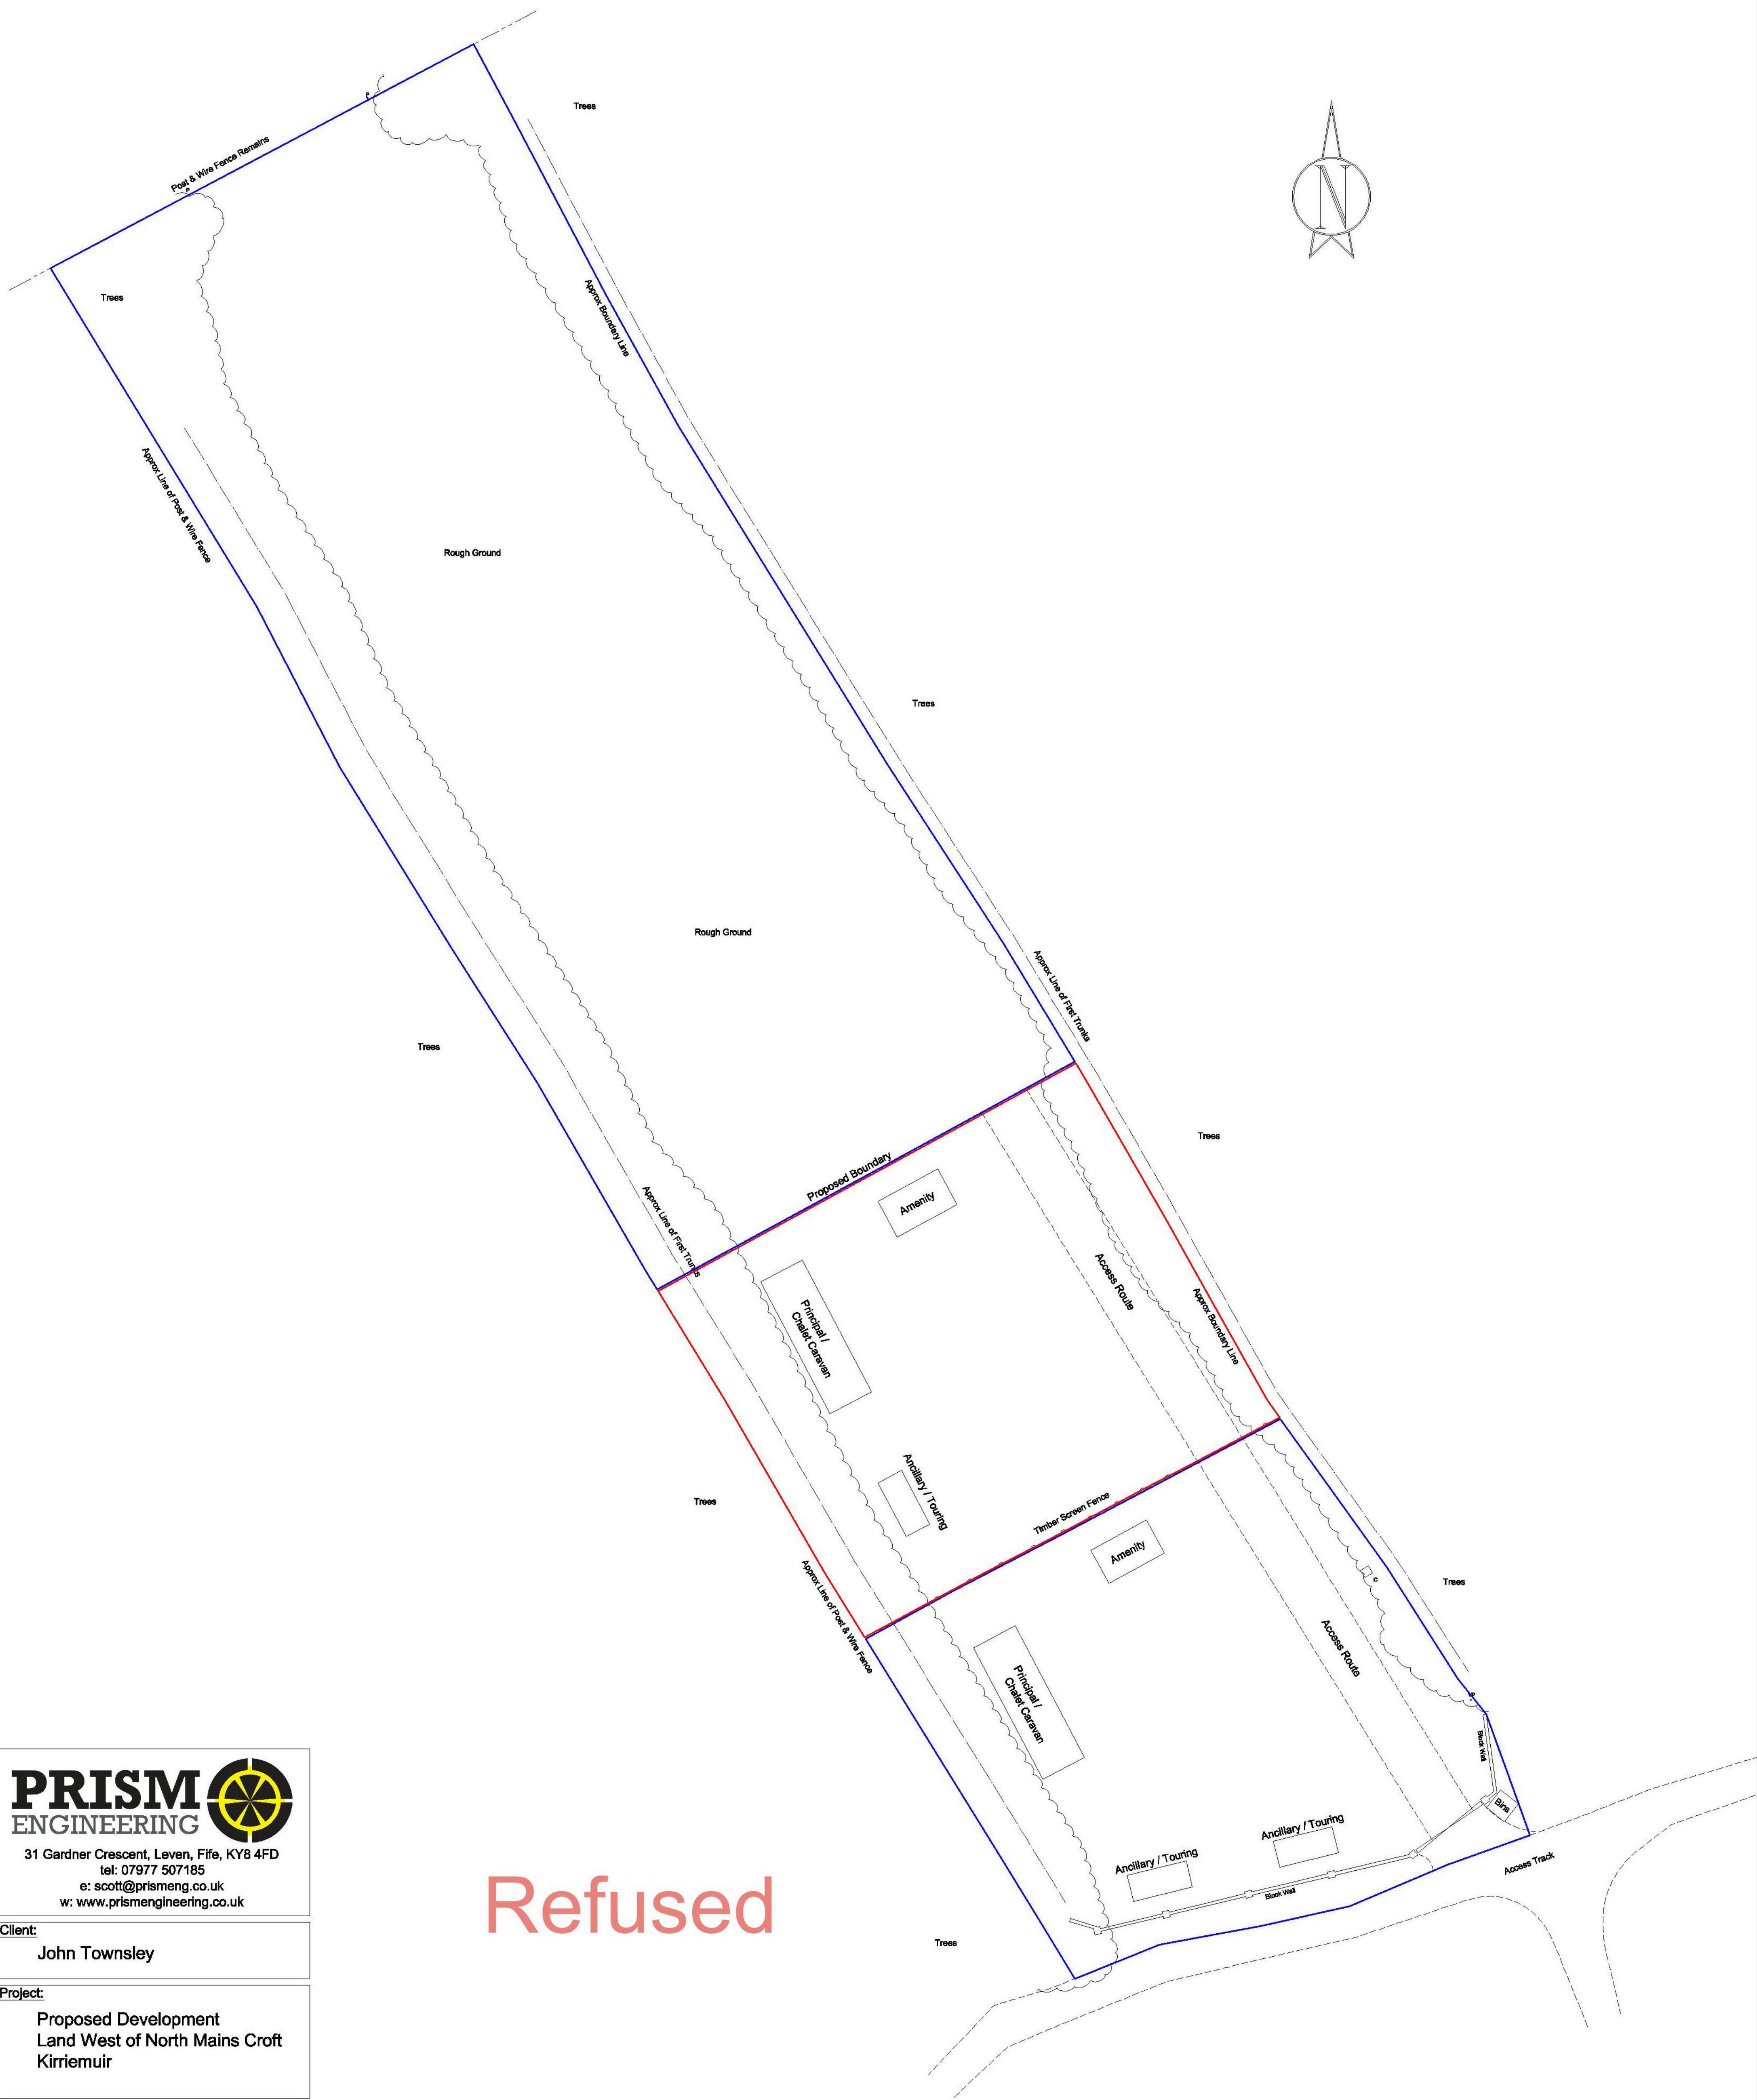 Trees
Post & Wire Fence Remains
N
Trees
Approx Boundary Line
Approx Line of Post & Wire Fence
Rough Ground
Trees
Rough Ground
Approx Line of First Trunks
Trees
Trees
Proposed Boundary
Amenity
Approx Line of First Trunks
Access Route
Principal /
Chalet Caravan
Approx Boundary Line
Ancillary / Touring
Trees
Timber Screen Fence
Amenity
Trees
IC
Approx Line of Post & Wire Fence
Access Route
Principal /
Chalet Caravan
Block Wall
Bins
Ancillary / Touring
Ancillary / Touring
Block Wall
Access Track
Trees
PRISM
ENGINEERING
31 Gardner Crescent, Leven, Fife, KY8 4FD
tel: 07977 507185
e: scott@prismeng.co.uk
w: www.prismengineering.co.uk
Client:
John Townsley
Project:
Proposed Development
Land West of North Mains Croft
Kirriemuir
Refused